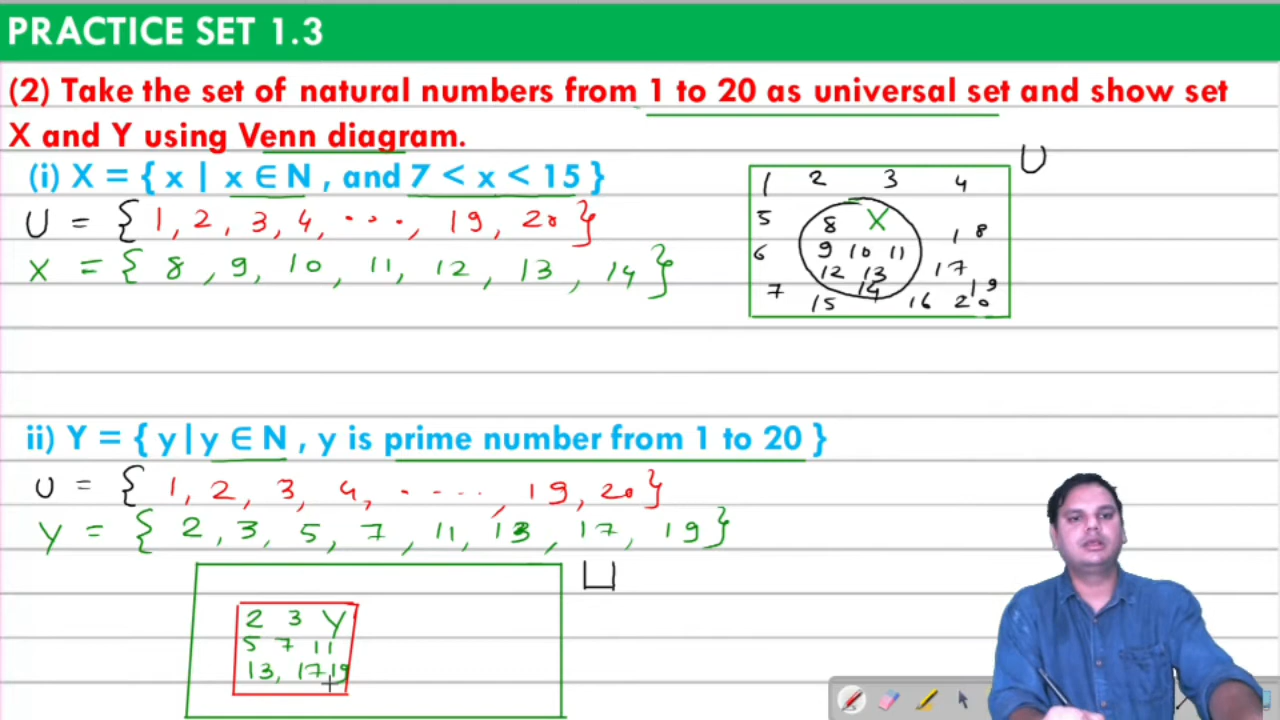 PRACTICE SET 1.3
(2) Take the set of natural numbers from 1 to 20 as universal set and show set
X and Y using Venn diagram.
(i) X = { x | x ∈ N , and 7 < x < 15 }
U = { 1, 2, 3, 4, ..., 19, 20 }
X = { 8, 9, 10, 11, 12, 13, 14 }
U
1 2 3 4
5 8 X 18
6 9 10 11
12 13 17
7 14 19
15 16 20
ii) Y = { y | y ∈ N , y is prime number from 1 to 20 }
U = { 1, 2, 3, 4, ....., 19, 20 }
Y = { 2, 3, 5, 7, 11, 13, 17, 19 }
U
2 3 Y
5 7 11
13, 17 19